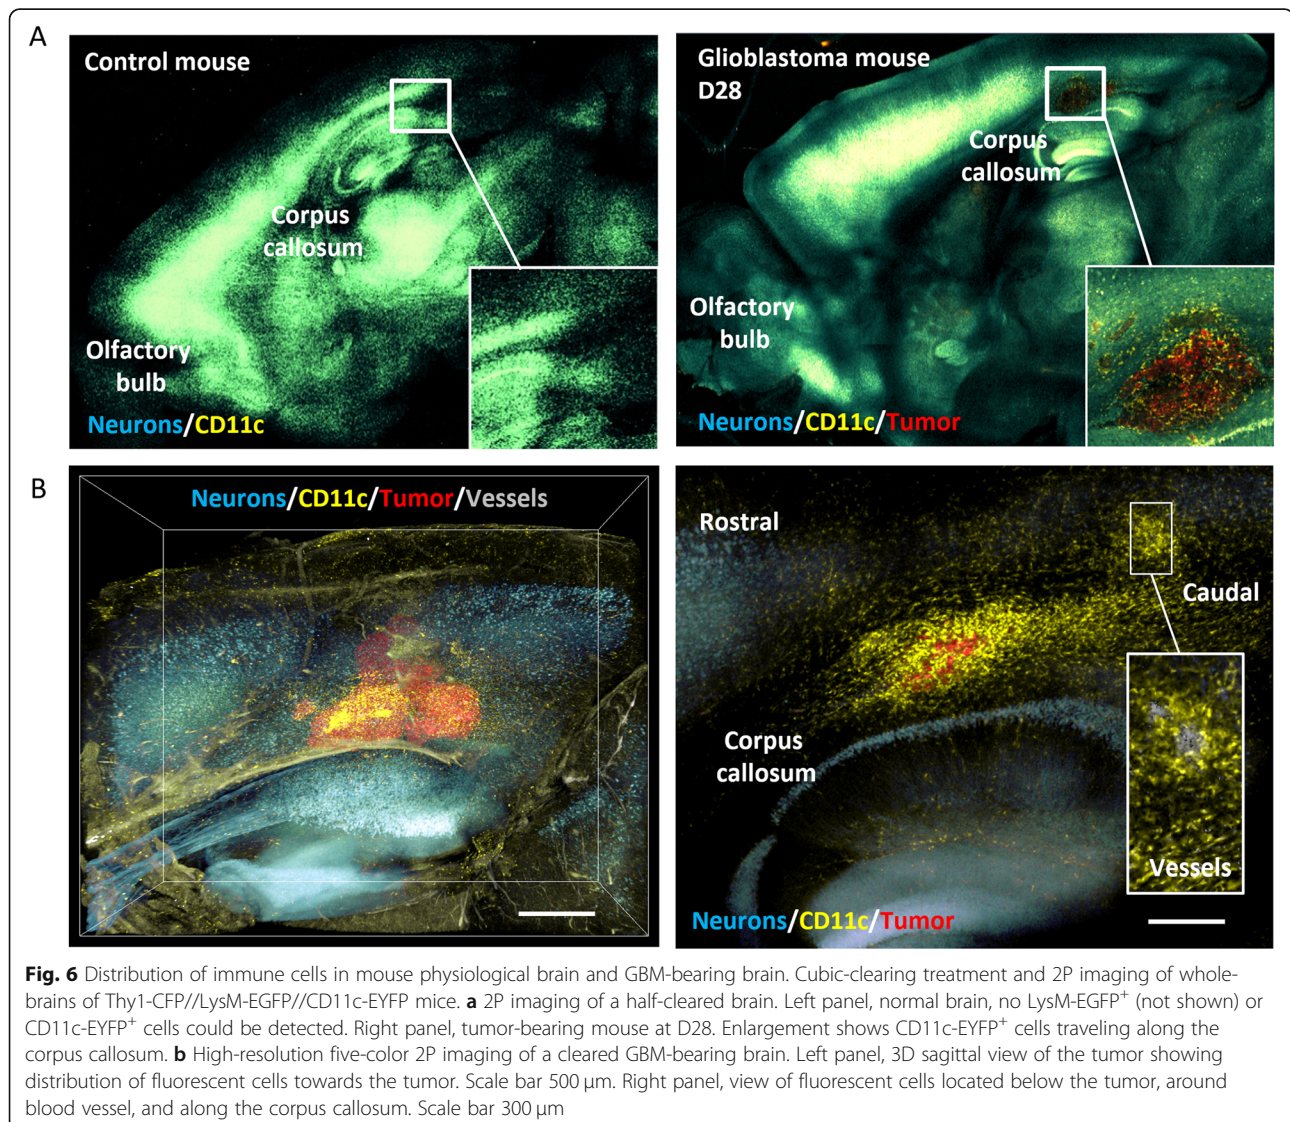 A
Control mouse
Corpus
callosum
Olfactory
bulb
Neurons/CD11c
Glioblastoma mouse
D28
Corpus
callosum
Olfactory
bulb
Neurons/CD11c/Tumor
B
Neurons/CD11c/Tumor/Vessels
Rostral
Caudal
Corpus
callosum
Vessels
Neurons/CD11c/Tumor
Fig. 6 Distribution of immune cells in mouse physiological brain and GBM-bearing brain. Cubic-clearing treatment and 2P imaging of whole-
brains of Thy1-CFP//LysM-EGFP//CD11c-EYFP mice. a 2P imaging of a half-cleared brain. Left panel, normal brain, no LysM-EGFP⁺ (not shown) or
CD11c-EYFP⁺ cells could be detected. Right panel, tumor-bearing mouse at D28. Enlargement shows CD11c-EYFP⁺ cells traveling along the
corpus callosum. b High-resolution five-color 2P imaging of a cleared GBM-bearing brain. Left panel, 3D sagittal view of the tumor showing
distribution of fluorescent cells towards the tumor. Scale bar 500 μm. Right panel, view of fluorescent cells located below the tumor, around
blood vessel, and along the corpus callosum. Scale bar 300 μm